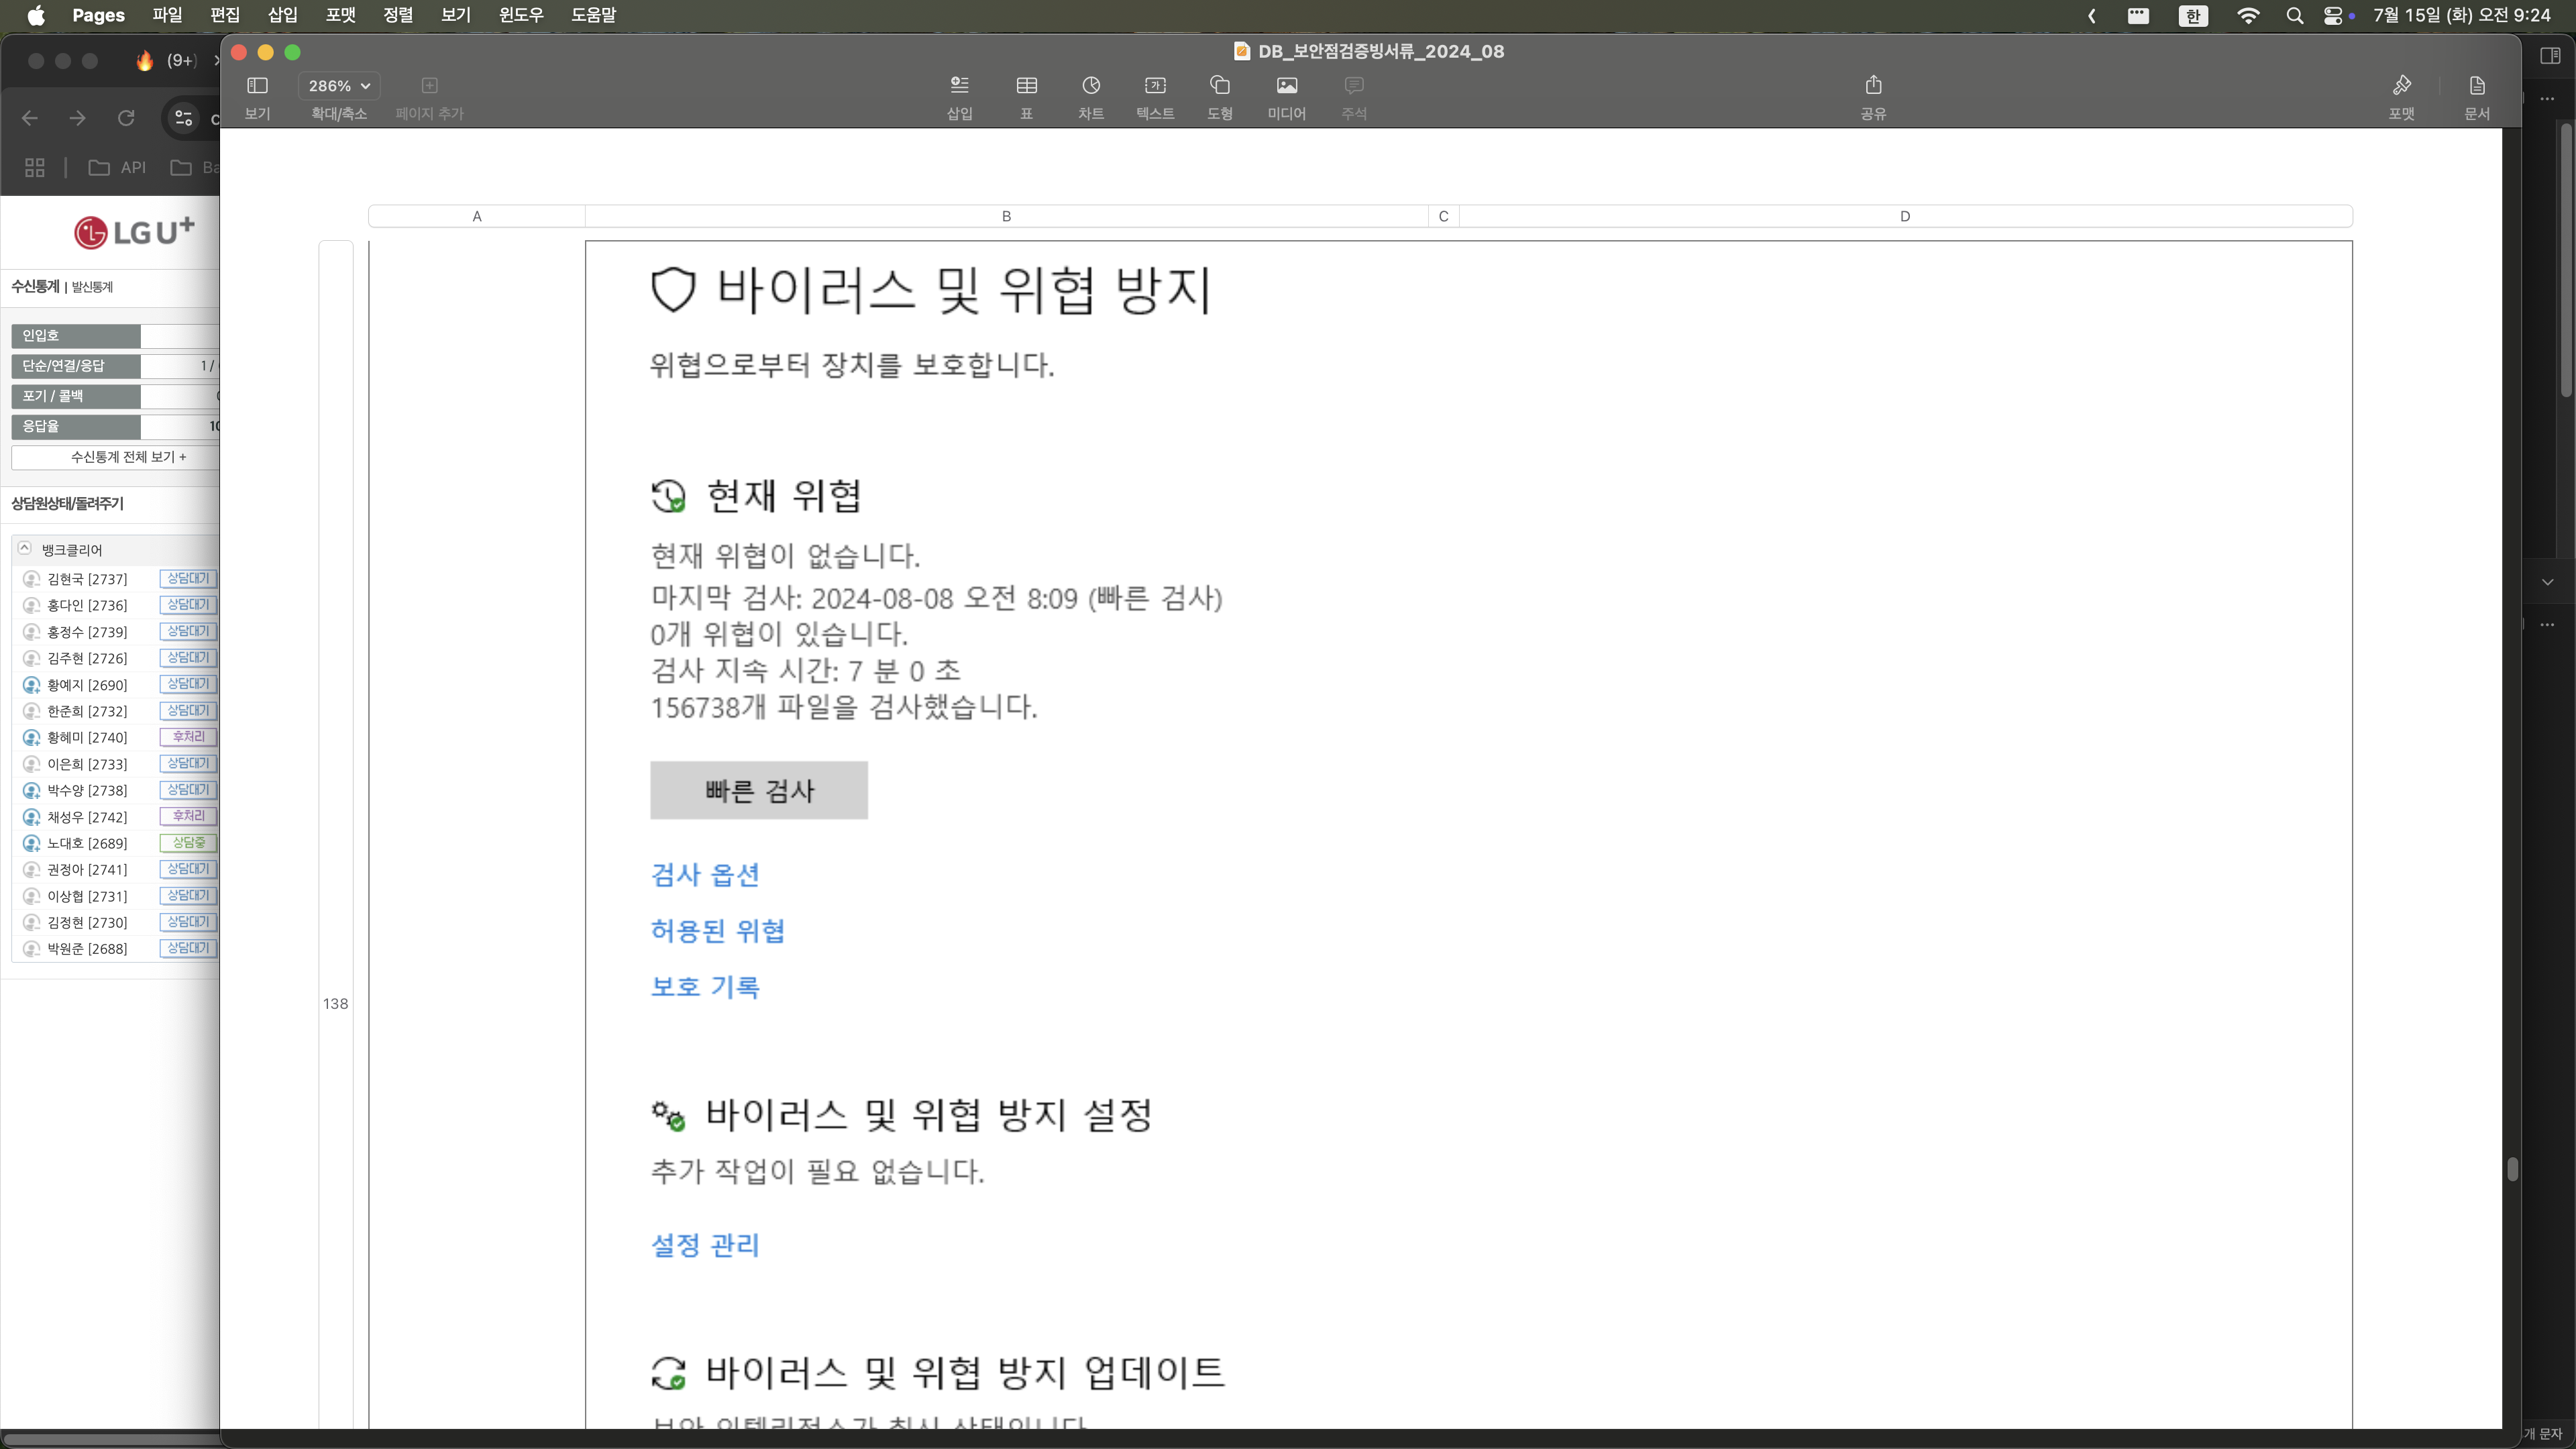 Pages 파일 편집 삽입 포맷 정렬 보기 윈도우 도움말
한 7월 15일 (화) 오전 9:24
(9+)
DB_보안점검증빙서류_2024_08
286%
보기 확대/축소 페이지 추가 삽입 표 차트 텍스트 도형 미디어 주석 공유 포맷 문서
API
A B C D
LG U+
수신통계 | 발신통계
인입호
단순/연결/응답 1 /
포기 / 콜백
응답율
수신통계 전체 보기 +
상담원상태/돌려주기
뱅크클리어
김현국 [2737] 상담대기
홍다인 [2736] 상담대기
홍정수 [2739] 상담대기
김주현 [2726] 상담대기
황예지 [2690] 상담대기
한준희 [2732] 상담대기
황혜미 [2740] 후처리
이은희 [2733] 상담대기
박수양 [2738] 상담대기
채성우 [2742] 후처리
노대호 [2689] 상담중
권정아 [2741] 상담대기
이상협 [2731] 상담대기
김정현 [2730] 상담대기
박원준 [2688] 상담대기
138
바이러스 및 위협 방지
위협으로부터 장치를 보호합니다.
현재 위협
현재 위협이 없습니다.
마지막 검사: 2024-08-08 오전 8:09 (빠른 검사)
0개 위협이 있습니다.
검사 지속 시간: 7 분 0 초
156738개 파일을 검사했습니다.
빠른 검사
검사 옵션
허용된 위협
보호 기록
바이러스 및 위협 방지 설정
추가 작업이 필요 없습니다.
설정 관리
바이러스 및 위협 방지 업데이트
개 문자